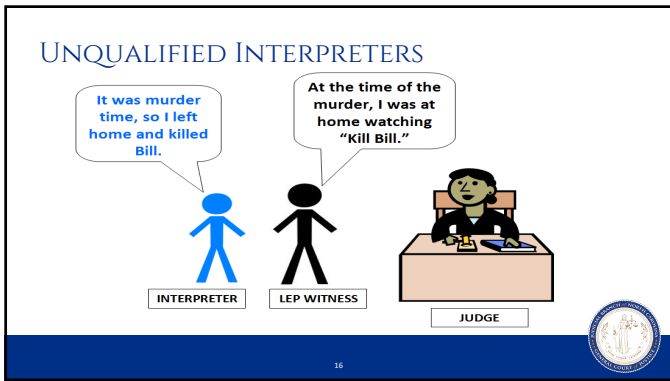 UNQUALIFIED INTERPRETERS
It was murder
time, so I left
home and killed
Bill.
At the time of the
murder, I was at
home watching
“Kill Bill.”
INTERPRETER
LEP WITNESS
JUDGE
16